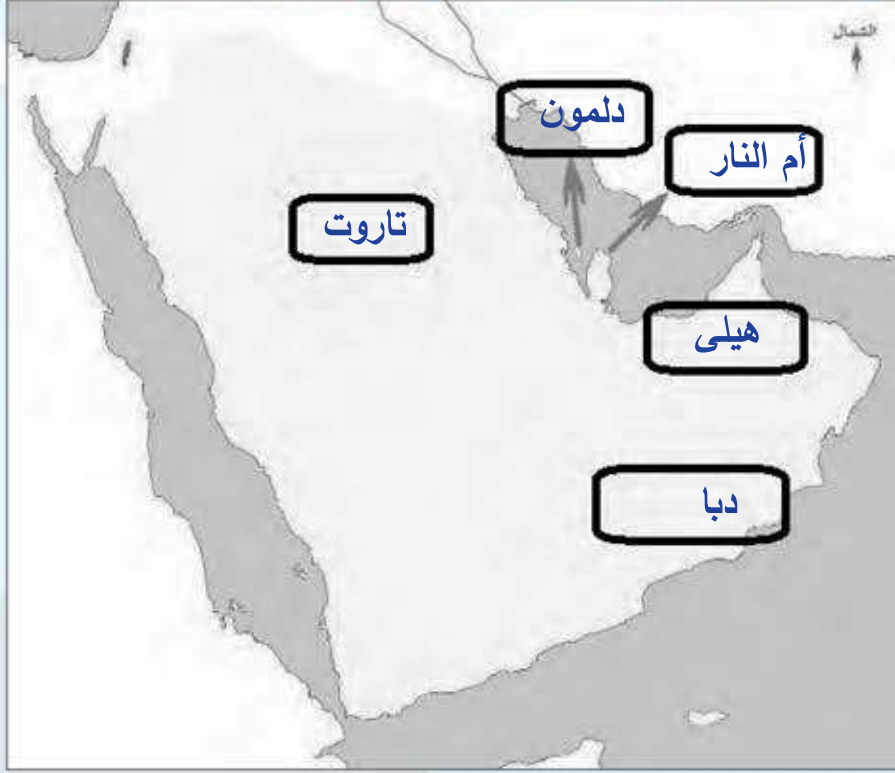 الشمال
دلمون
أم النار
تاروت
هيلى
دبا